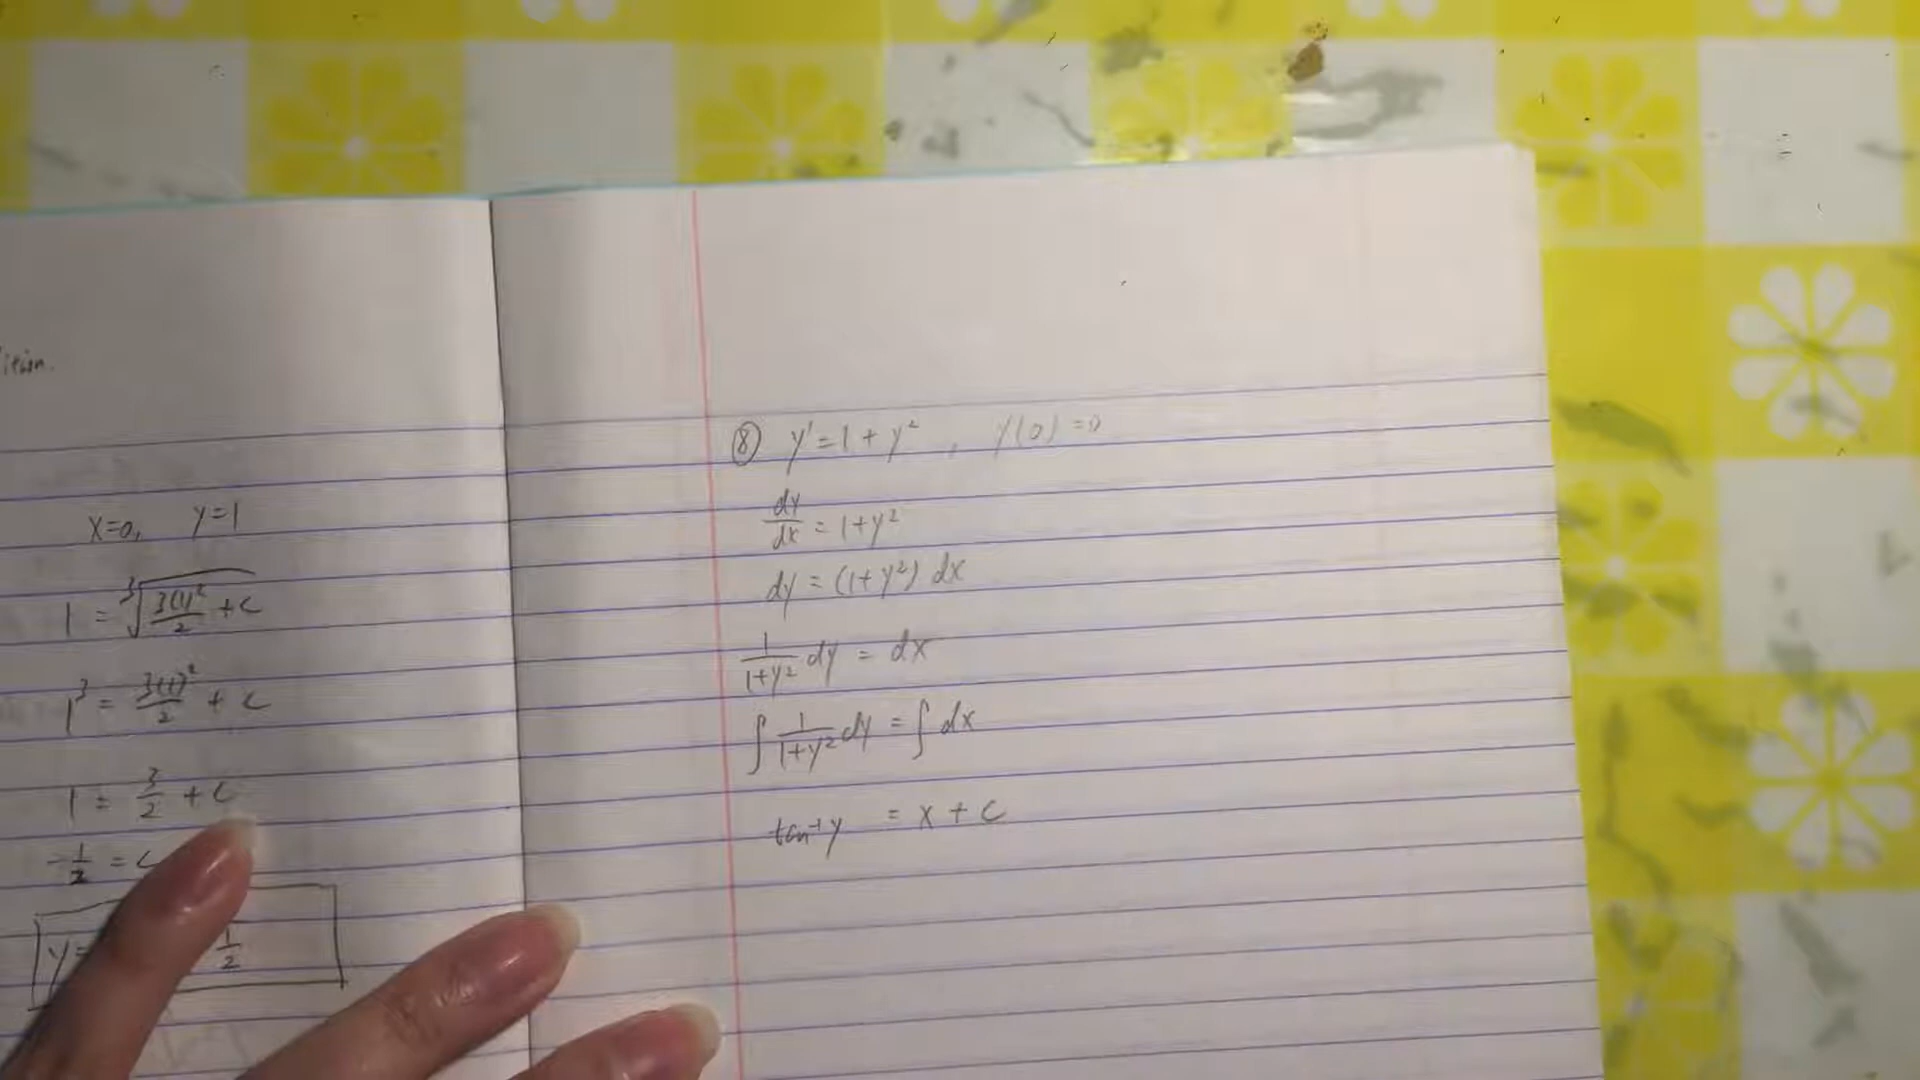 ition.
x=0, y=1
1 = ∛(3(1)²/2 + c)
1³ = 3(1)²/2 + c
1 = 3/2 + c
-1/2 = c
y= 1/2
⑧ y' = 1 + y² , y(0) = 0
dy/dx = 1+y²
dy = (1+y²) dx
1/(1+y²) dy = dx
∫ 1/(1+y²) dy = ∫ dx
tan⁻¹y = x + c